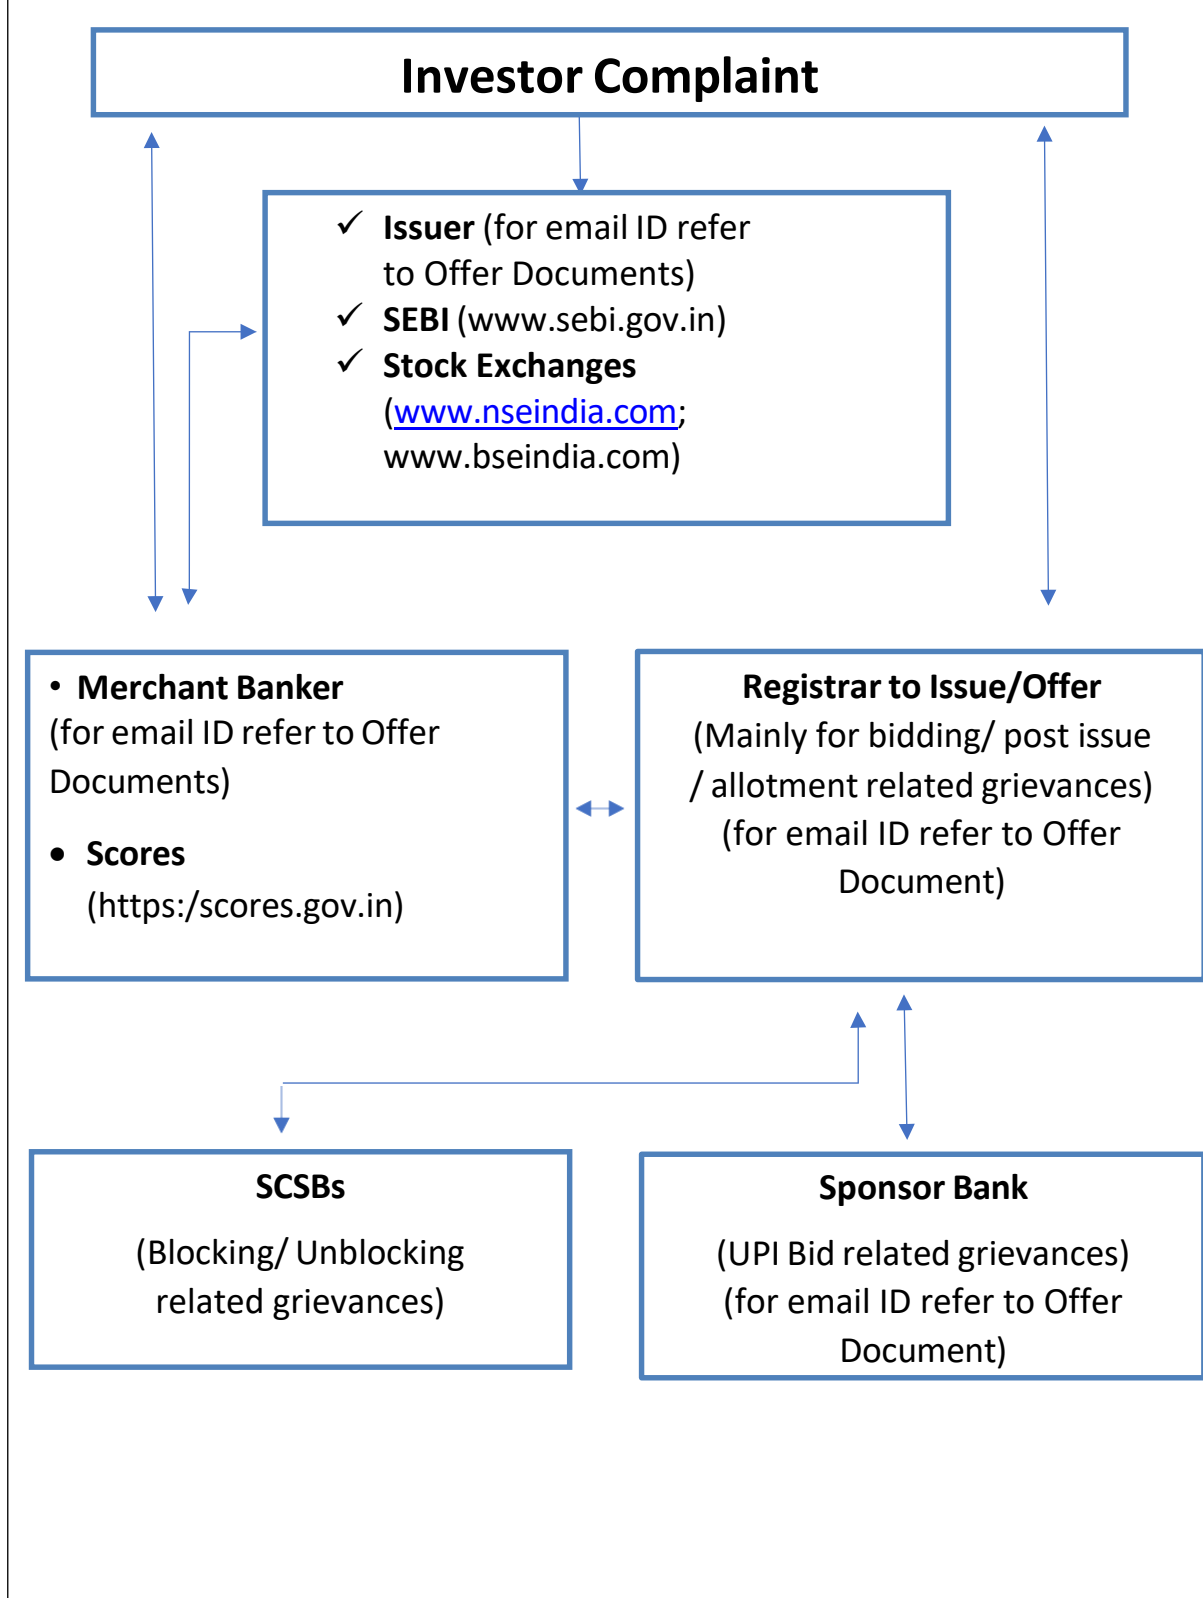 Investor Complaint
✓ Issuer (for email ID refer
to Offer Documents)
✓ SEBI (www.sebi.gov.in)
✓ Stock Exchanges
(www.nseindia.com;
www.bseindia.com)
• Merchant Banker
(for email ID refer to Offer
Documents)
• Scores
(https:/scores.gov.in)
Registrar to Issue/Offer
(Mainly for bidding/ post issue
/ allotment related grievances)
(for email ID refer to Offer
Document)
SCSBs
(Blocking/ Unblocking
related grievances)
Sponsor Bank
(UPI Bid related grievances)
(for email ID refer to Offer
Document)